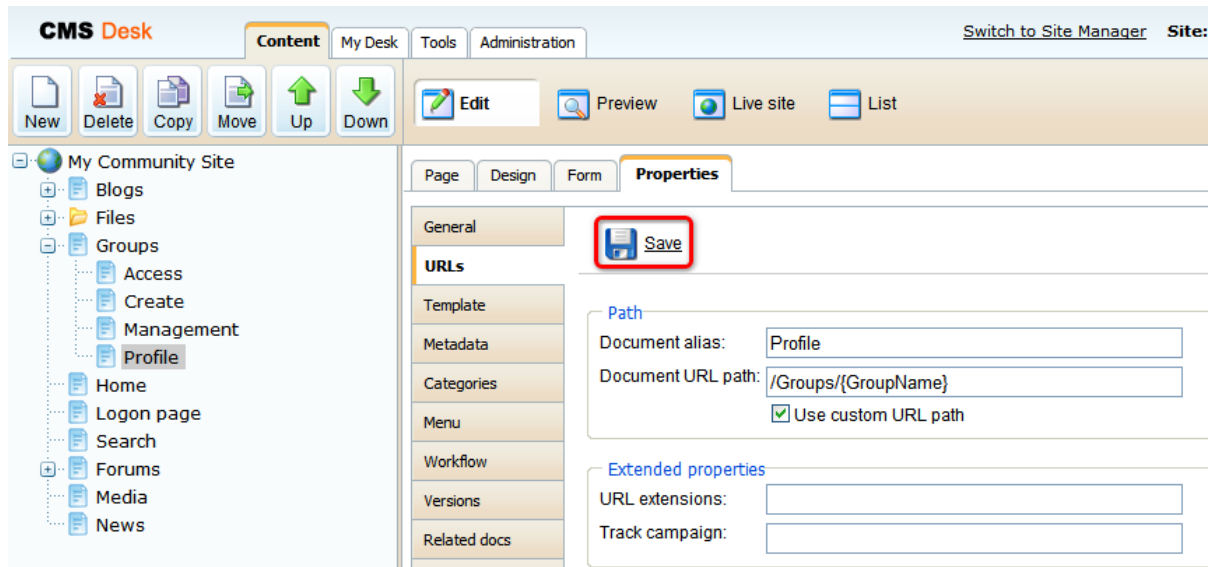 CMS Desk
Content My Desk Tools Administration
Switch to Site Manager Site:
New Delete Copy Move Up Down
Edit Preview Live site List
My Community Site
Blogs
Files
Groups
Access
Create
Management
Profile
Home
Logon page
Search
Forums
Media
News
Page Design Form Properties
General
URLs
Template
Metadata
Categories
Menu
Workflow
Versions
Related docs
Save
Path
Document alias: Profile
Document URL path: /Groups/{GroupName}
Use custom URL path
Extended properties
URL extensions:
Track campaign: